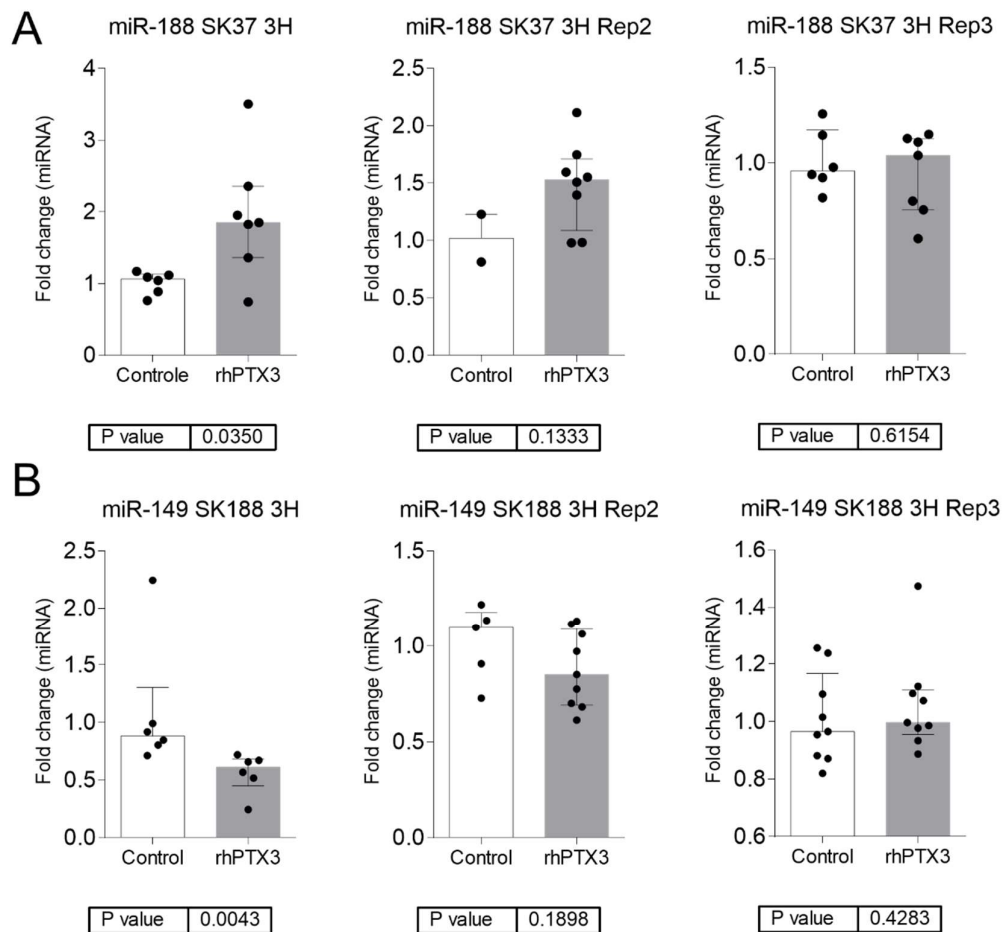 A
miR-188 SK37 3H
miR-188 SK37 3H Rep2
miR-188 SK37 3H Rep3
Fold change (miRNA)
4
3
2
1
0
Controle rhPTX3
Fold change (miRNA)
2.5
2.0
1.5
1.0
0.5
0.0
Control rhPTX3
Fold change (miRNA)
1.5
1.0
0.5
0.0
Control rhPTX3
P value 0.0350
P value 0.1333
P value 0.6154
B
miR-149 SK188 3H
miR-149 SK188 3H Rep2
miR-149 SK188 3H Rep3
Fold change (miRNA)
2.5
2.0
1.5
1.0
0.5
0.0
Control rhPTX3
Fold change (miRNA)
1.5
1.0
0.5
0.0
Control rhPTX3
Fold change (miRNA)
1.6
1.4
1.2
1.0
0.8
0.6
Control rhPTX3
P value 0.0043
P value 0.1898
P value 0.4283